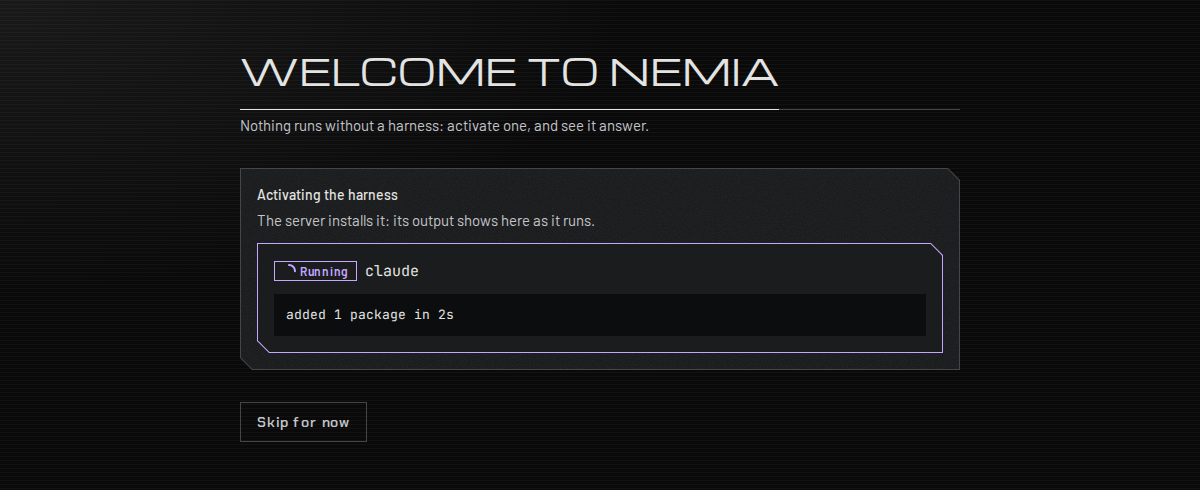 WELCOME TO NEMIA
Nothing runs without a harness: activate one, and see it answer.
Activating the harness
The server installs it: its output shows here as it runs.
Running claude
added 1 package in 2s
Skip for now